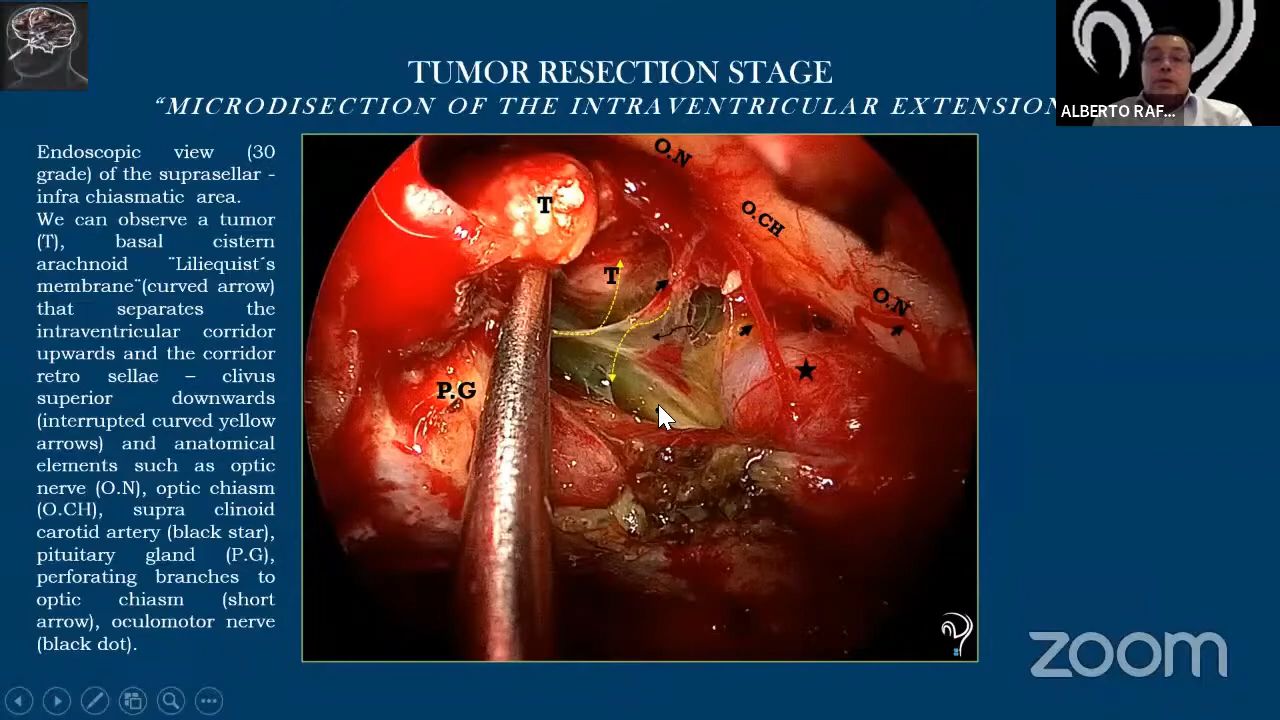 TUMOR RESECTION STAGE
“MICRODISECTION OF THE INTRAVENTRICULAR EXTENSION
ALBERTO RAF...
Endoscopic view (30
grade) of the suprasellar -
infra chiasmatic area.
We can observe a tumor
(T), basal cistern
arachnoid ¨Liliequist´s
membrane¨(curved arrow)
that separates the
intraventricular corridor
upwards and the corridor
retro sellae – clivus
superior downwards
(interrupted curved yellow
arrows) and anatomical
elements such as optic
nerve (O.N), optic chiasm
(O.CH), supra clinoid
carotid artery (black star),
pituitary gland (P.G),
perforating branches to
optic chiasm (short
arrow), oculomotor nerve
(black dot).
O.N
T
O.CH
T
O.N
P.G
zoom